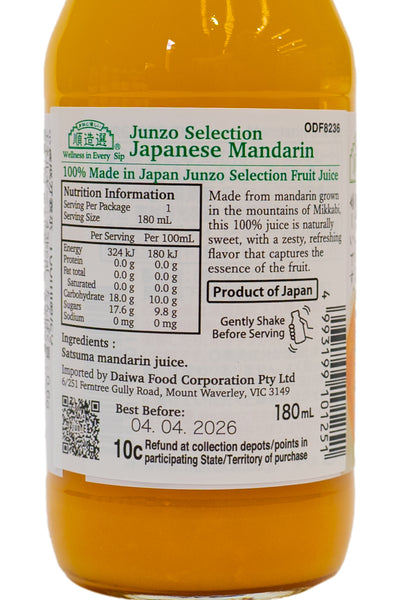 順造選®
Wellness in Every Sip
Junzo Selection
Japanese Mandarin
ODF8236
100% Made in Japan Junzo Selection Fruit Juice
Nutrition Information
Serving Per Package 1
Serving Size 180 mL
Per Serving Per 100mL
Energy 324 kJ 180 kJ
Protein 0.0 g 0.0 g
Fat total 0.0 g 0.0 g
Saturated 0.0 g 0.0 g
Carbohydrate 18.0 g 10.0 g
Sugars 17.6 g 9.8 g
Sodium 0 mg 0 mg
Made from mandarin grown
in the mountains of Mikkabi,
this 100% juice is naturally
sweet, with a zesty, refreshing
flavor that captures the
essence of the fruit.
Product of Japan
Gently Shake
Before Serving
4 993199 101251
Ingredients :
Satsuma mandarin juice.
Imported by Daiwa Food Corporation Pty Ltd
6/251 Ferntree Gully Road, Mount Waverley, VIC 3149
Best Before:
04. 04. 2026
180 mL
10c Refund at collection depots/points in
participating State/Territory of purchase